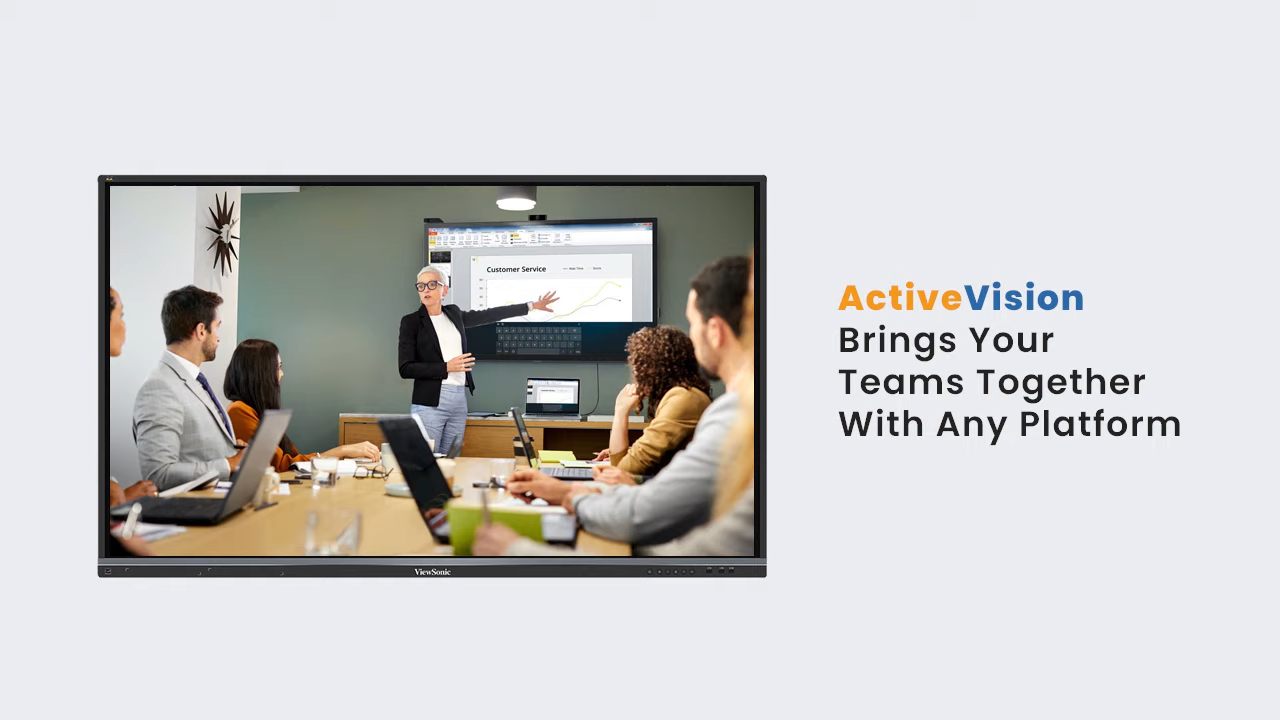 Customer Service
ViewSonic
ActiveVision
Brings Your
Teams Together
With Any Platform